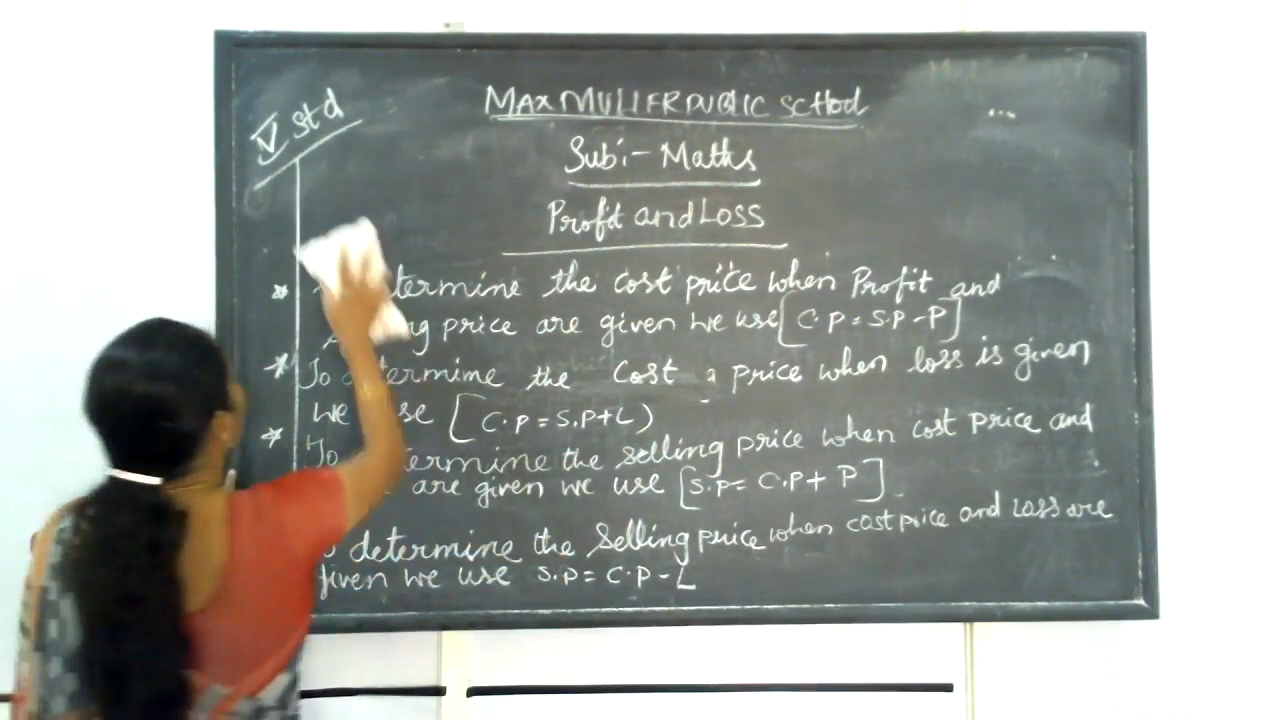 V Std
MAX MULLER PUBLIC SCHOOL
Sub:- Maths
Profit and Loss
* termine the cost price when Profit and
ng price are given we use [C.P = S.P - P]
* To determine the Cost price when loss is given
we use [C.P = S.P + L)
* To ermine the selling price when cost price and
are given we use [S.P = C.P + P].
determine the Selling price when cost price and Loss are
given we use S.P = C.P - L